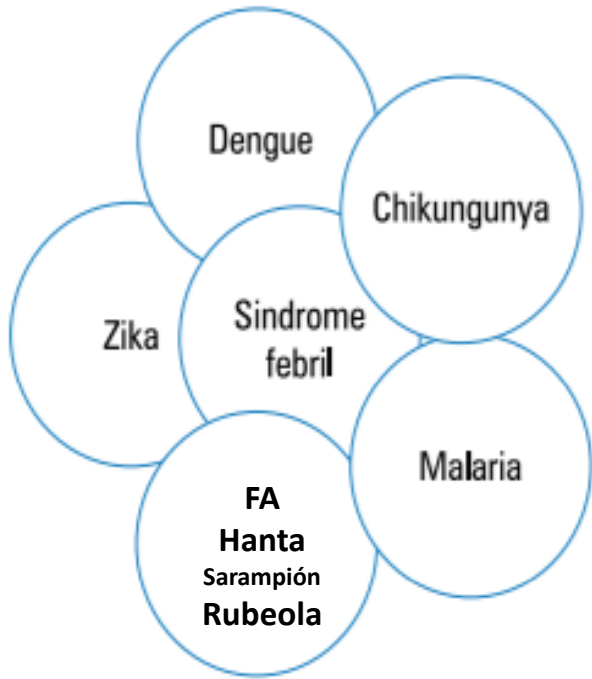 Dengue
Chikungunya
Zika
Sindrome
febril
Malaria
FA
Hanta
Sarampión
Rubeola